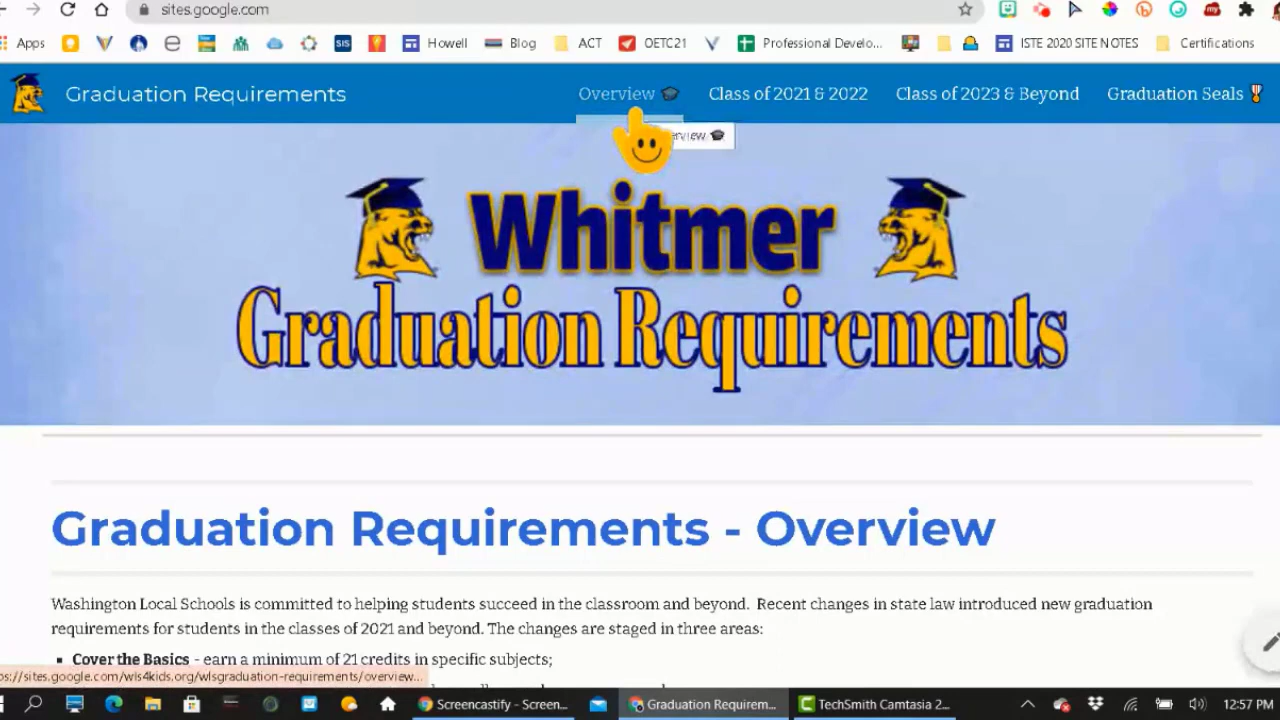 sites.google.com
Apps
SIS
Howell
Blog
ACT
OETC21
Professional Develo...
ISTE 2020 SITE NOTES
Certifications
Graduation Requirements
Overview
Class of 2021 & 2022
Class of 2023 & Beyond
Graduation Seals
erview
Whitmer
Graduation Requirements
Graduation Requirements - Overview
Washington Local Schools is committed to helping students succeed in the classroom and beyond. Recent changes in state law introduced new graduation
requirements for students in the classes of 2021 and beyond. The changes are staged in three areas:
▪ Cover the Basics - earn a minimum of 21 credits in specific subjects;
ps://sites.google.com/wls4kids.org/wlsgraduation-requirements/overview...
Screencastify - Screen...
Graduation Requirem...
TechSmith Camtasia 2...
12:57 PM